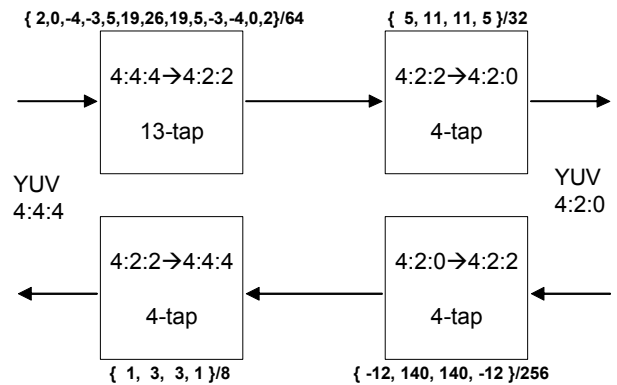 { 2,0,-4,-3,5,19,26,19,5,-3,-4,0,2}/64
{ 5, 11, 11, 5 }/32
4:4:4→4:2:2
13-tap
4:2:2→4:2:0
4-tap
YUV
4:4:4
YUV
4:2:0
4:2:2→4:4:4
4-tap
4:2:0→4:2:2
4-tap
{ 1, 3, 3, 1 }/8
{ -12, 140, 140, -12 }/256